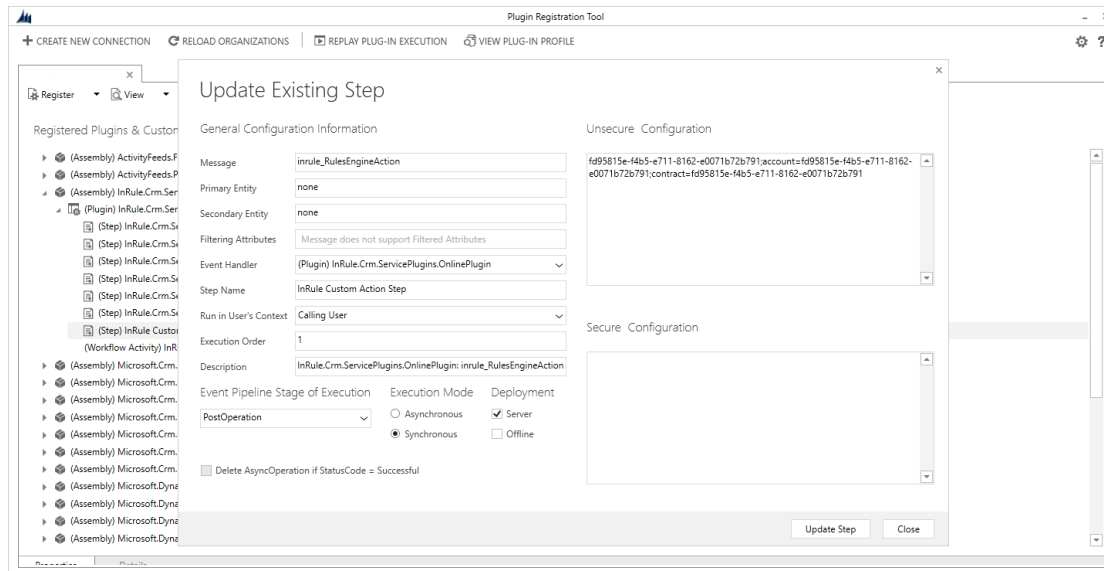 Plugin Registration Tool
CREATE NEW CONNECTION RELOAD ORGANIZATIONS REPLAY PLUG-IN EXECUTION VIEW PLUG-IN PROFILE
Register View
Registered Plugins & Custon
(Assembly) ActivityFeeds.F
(Assembly) ActivityFeeds.P
(Assembly) InRule.Crm.Ser
(Plugin) InRule.Crm.Ser
(Step) InRule.Crm.Se
(Step) InRule.Crm.Se
(Step) InRule.Crm.Se
(Step) InRule.Crm.Se
(Step) InRule.Crm.Se
(Step) InRule.Crm.Se
(Step) InRule Custo
(Workflow Activity) InR
(Assembly) Microsoft.Crm.
(Assembly) Microsoft.Crm.
(Assembly) Microsoft.Crm.
(Assembly) Microsoft.Crm.
(Assembly) Microsoft.Crm.
(Assembly) Microsoft.Crm.
(Assembly) Microsoft.Crm.
(Assembly) Microsoft.Dyna
(Assembly) Microsoft.Dyna
(Assembly) Microsoft.Dyna
(Assembly) Microsoft.Dyna
Properties Details
Update Existing Step
General Configuration Information
Message inrule_RulesEngineAction
Primary Entity none
Secondary Entity none
Filtering Attributes Message does not support Filtered Attributes
Event Handler (Plugin) InRule.Crm.ServicePlugins.OnlinePlugin
Step Name InRule Custom Action Step
Run in User's Context Calling User
Execution Order 1
Description InRule.Crm.ServicePlugins.OnlinePlugin: inrule_RulesEngineAction
Event Pipeline Stage of Execution Execution Mode Deployment
PostOperation Asynchronous Server
Synchronous Offline
Delete AsyncOperation if StatusCode = Successful
Unsecure Configuration
fd95815e-f4b5-e711-8162-e0071b72b791;account=fd95815e-f4b5-e711-8162-
e0071b72b791;contract=fd95815e-f4b5-e711-8162-e0071b72b791
Secure Configuration
Update Step Close